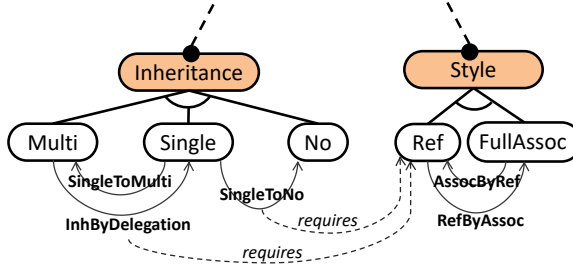 Inheritance
Style
Multi
Single
No
Ref
FullAssoc
SingleToMulti
SingleToNo
AssocByRef
InhByDelegation
requires
RefByAssoc
requires